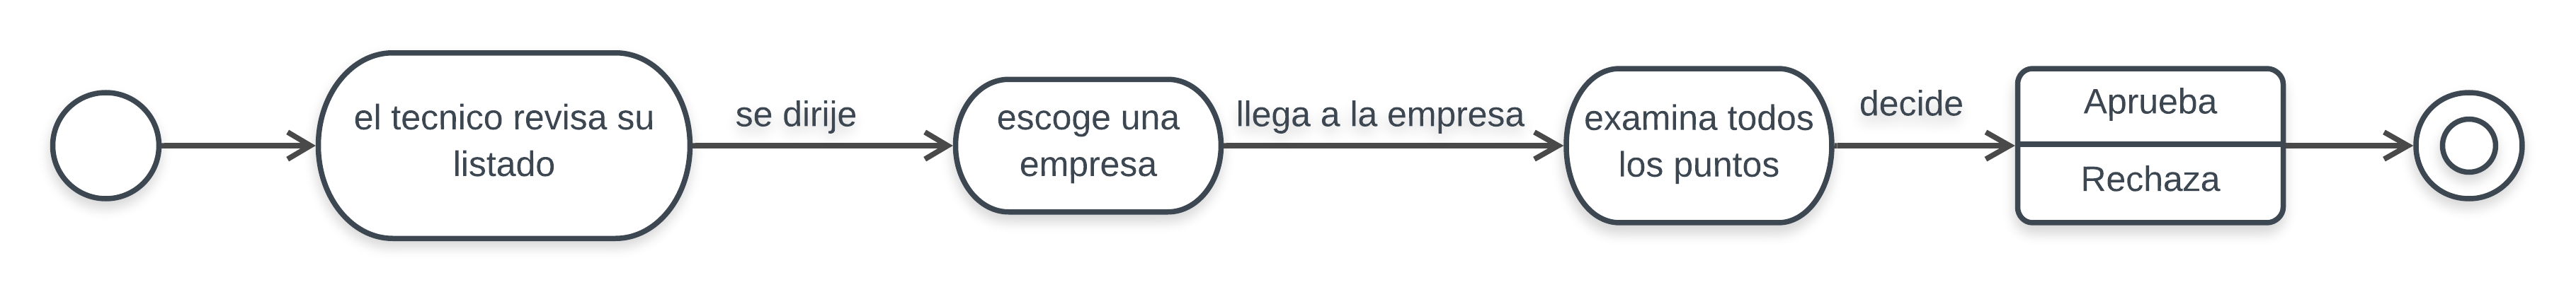 el tecnico revisa su
listado
se dirije
escoge una
empresa
llega a la empresa
examina todos
los puntos
decide
Aprueba
Rechaza